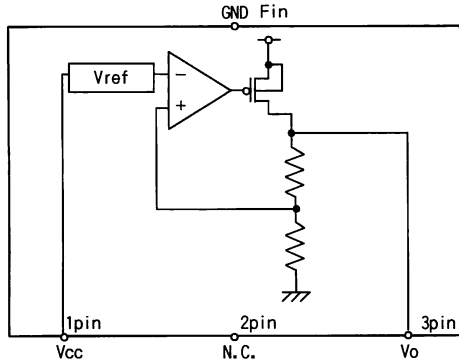 GND Fin
Vref
−
+
1pin
2pin
3pin
Vcc
N.C.
Vo